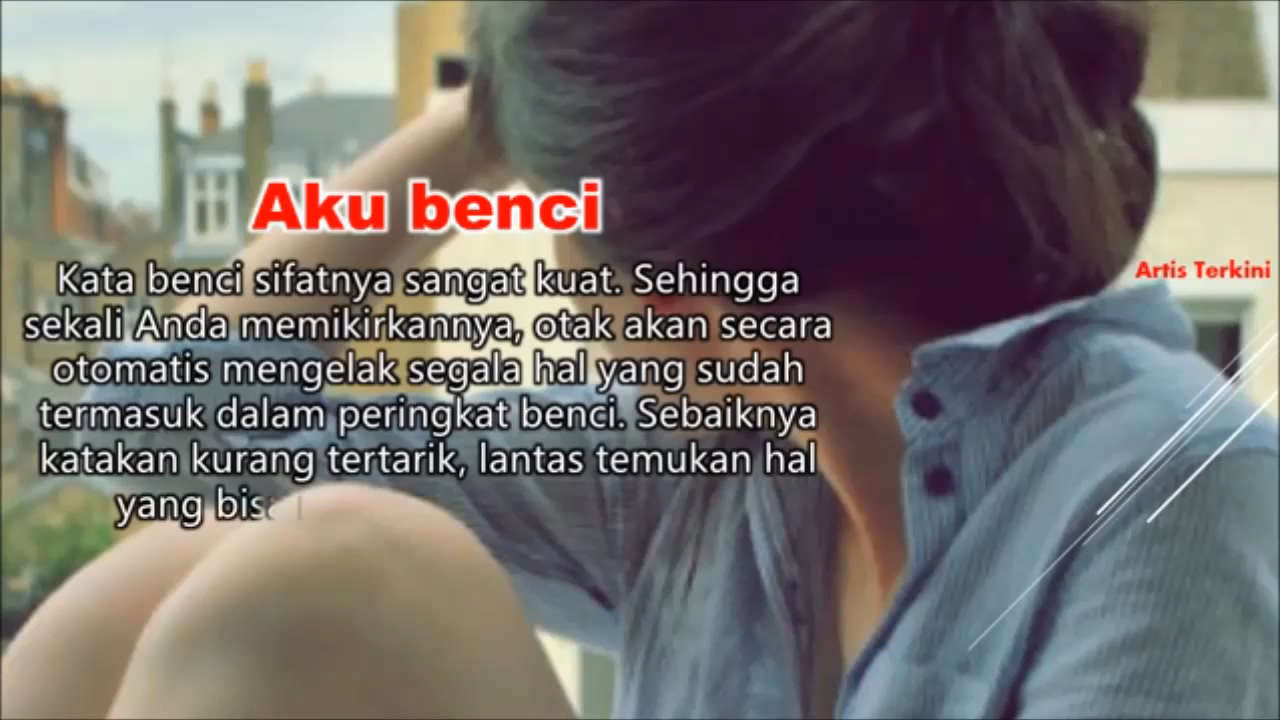 Aku benci
Kata benci sifatnya sangat kuat. Sehingga
sekali Anda memikirkannya, otak akan secara
otomatis mengelak segala hal yang sudah
termasuk dalam peringkat benci. Sebaiknya
katakan kurang tertarik, lantas temukan hal
yang
Artis Terkini